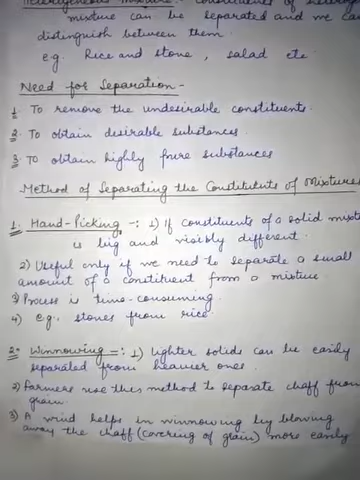 Heterogeneous Mixture - Constituents of heterogen
mixture can be separated and we can
distinguish between them.
e.g. Rice and stone, salad etc
Need for Separation -
1. To remove the undesirable constituents.
2. To obtain desirable substances.
3. To obtain highly pure substances
Method of Separating the Constituents of Mixtures
1. Hand-Picking -: 1) If constituents of a solid mixt
is big and visibly different.
2) Useful only if we need to separate a small
amount of a constituent from a mixture
3) Process is time-consuming.
4) e.g. stones from rice.
2. Winnowing =: 1) Lighter solids can be easily
separated from heavier ones.
2) Farmers use this method to separate chaff from
grain.
3) A wind helps in winnowing by blowing
away the chaff (covering of grain) more easily